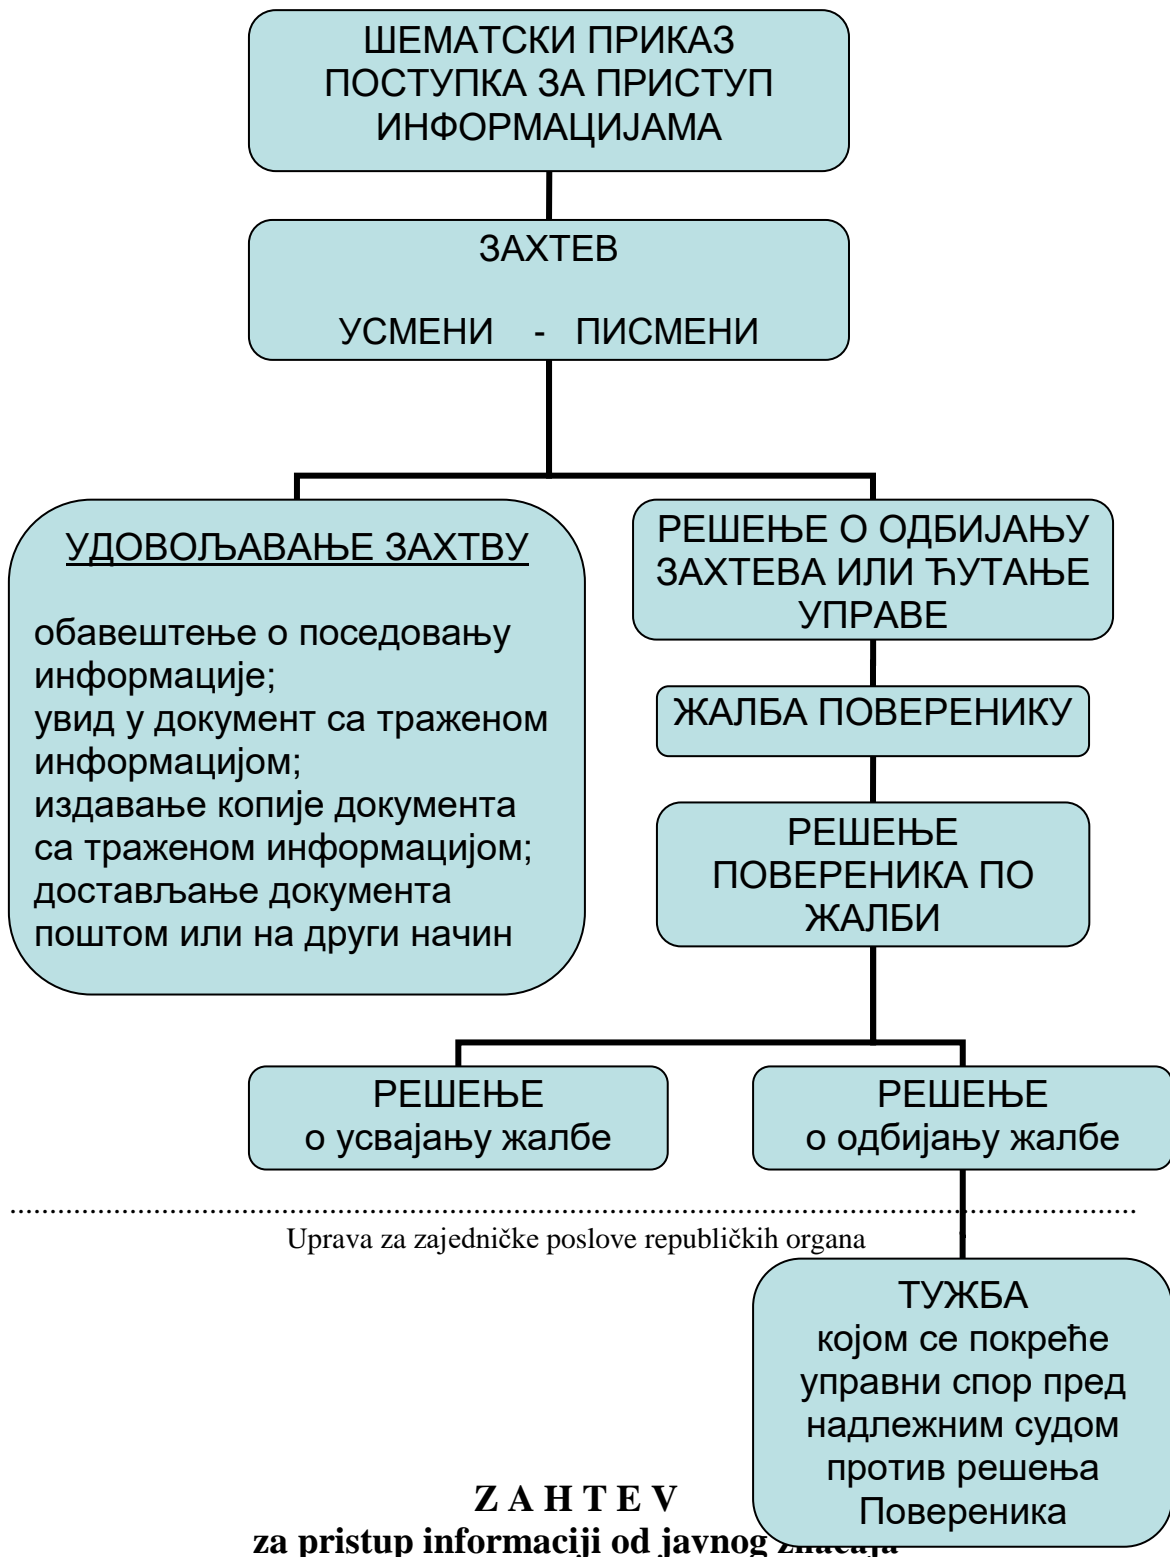 ШЕМАТСКИ ПРИКАЗ
ПОСТУПКА ЗА ПРИСТУП
ИНФОРМАЦИЈАМА
ЗАХТЕВ
УСМЕНИ - ПИСМЕНИ
УДОВОЉАВАЊЕ ЗАХТВУ
обавештење о поседовању
информације;
увид у документ са траженом
информацијом;
издавање копије документа
са траженом информацијом;
достављање документа
поштом или на други начин
РЕШЕЊЕ О ОДБИЈАЊУ
ЗАХТЕВА ИЛИ ЋУТАЊЕ
УПРАВЕ
ЖАЛБА ПОВЕРЕНИКУ
РЕШЕЊЕ
ПОВЕРЕНИКА ПО
ЖАЛБИ
РЕШЕЊЕ
о усвајању жалбе
РЕШЕЊЕ
о одбијању жалбе
Uprava za zajedničke poslove republičkih organa
ТУЖБА
којом се покреће
управни спор пред
надлежним судом
против решења
Повереника
Z A H T E V
za pristup informaciji od javnog